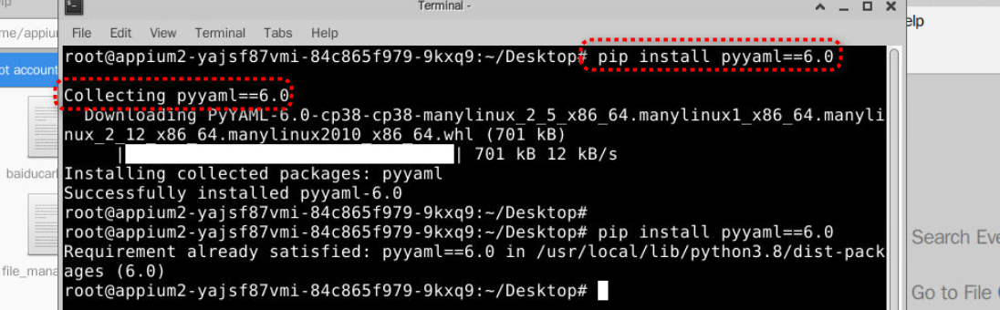 elp
Terminal -
File Edit View Terminal Tabs Help
elp
me/appiu
ot account
root@appium2-yajsf87vmi-84c865f979-9kxq9:~/Desktop# pip install pyyaml==6.0
Collecting pyyaml==6.0
Downloading PyYAML-6.0-cp38-cp38-manylinux_2_5_x86_64.manylinux1_x86_64.manyli
nux_2_12_x86_64.manylinux2010_x86_64.whl (701 kB)
| | 701 kB 12 kB/s
Installing collected packages: pyyaml
Successfully installed pyyaml-6.0
root@appium2-yajsf87vmi-84c865f979-9kxq9:~/Desktop#
root@appium2-yajsf87vmi-84c865f979-9kxq9:~/Desktop# pip install pyyaml==6.0
Requirement already satisfied: pyyaml==6.0 in /usr/local/lib/python3.8/dist-pack
ages (6.0)
root@appium2-yajsf87vmi-84c865f979-9kxq9:~/Desktop#
baiducar
file_mana
Search Eve
Go to File